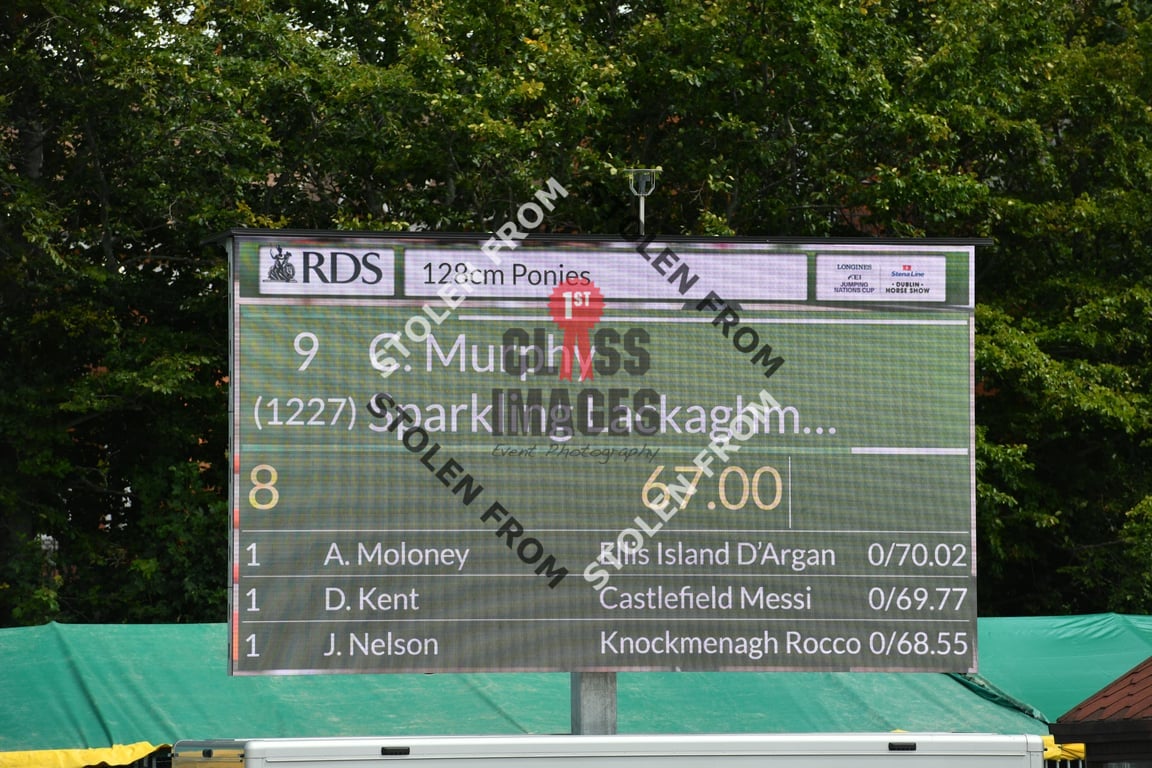 RDS 128cm Ponies LONGINES FEI JUMPING NATIONS CUP Stena Line • DUBLIN • HORSE SHOW
9 C. Murphy
(1227) Sparkling Lackaghm...
8 67.00
1 A. Moloney Ellis Island D'Argan 0/70.02
1 D. Kent Castlefield Messi 0/69.77
1 J. Nelson Knockmenagh Rocco 0/68.55
1ST
CLASS
IMAGES
Event Photography
STOLEN FROM
STOLEN FROM
STOLEN FROM
STOLEN FROM